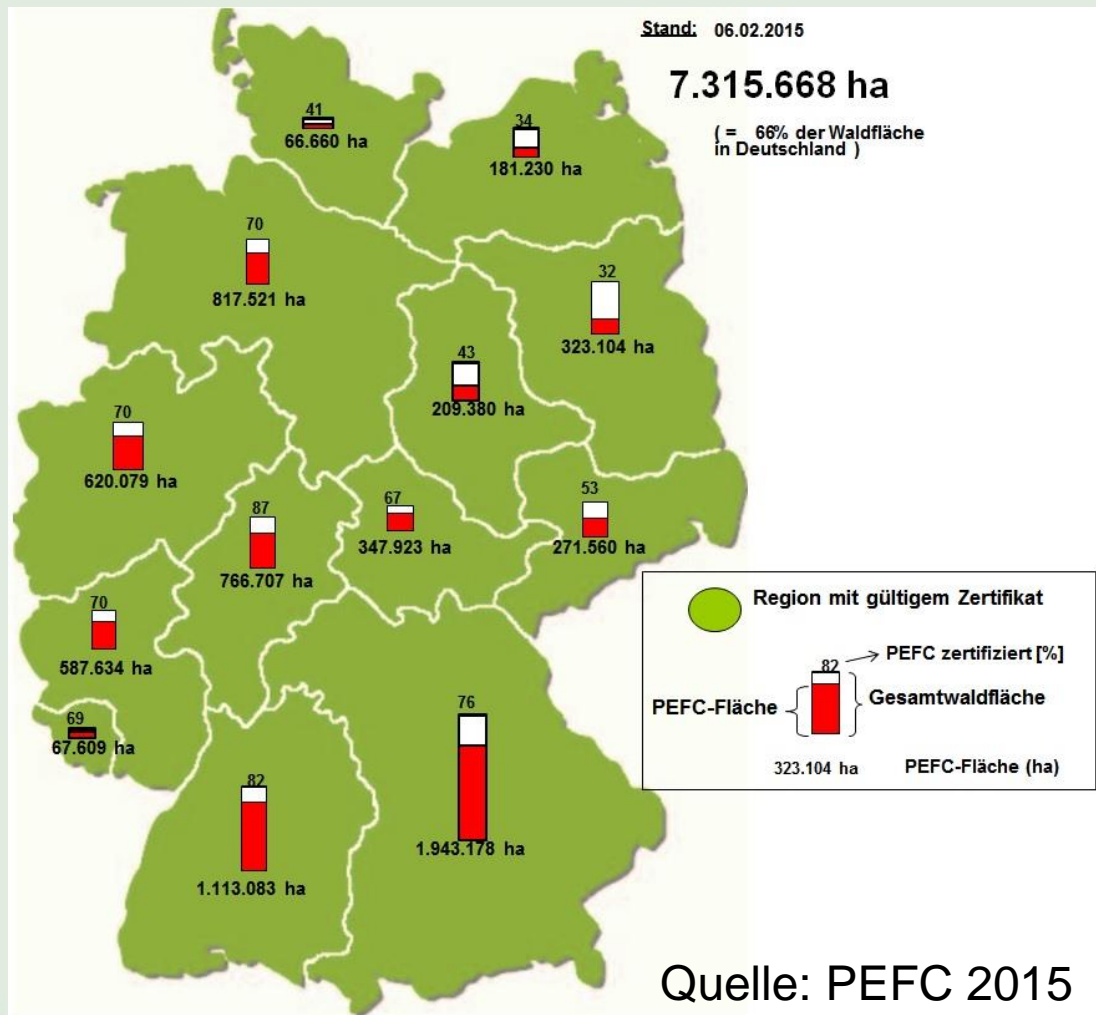 Stand: 06.02.2015
7.315.668 ha
( = 66% der Waldfläche
in Deutschland )
41
66.660 ha
34
181.230 ha
70
817.521 ha
32
323.104 ha
43
209.380 ha
70
620.079 ha
87
766.707 ha
67
347.923 ha
53
271.560 ha
70
587.634 ha
69
67.609 ha
82
1.113.083 ha
76
1.943.178 ha
Region mit gültigem Zertifikat
82
PEFC zertifiziert [%]
PEFC-Fläche
Gesamtwaldfläche
323.104 ha PEFC-Fläche (ha)
Quelle: PEFC 2015